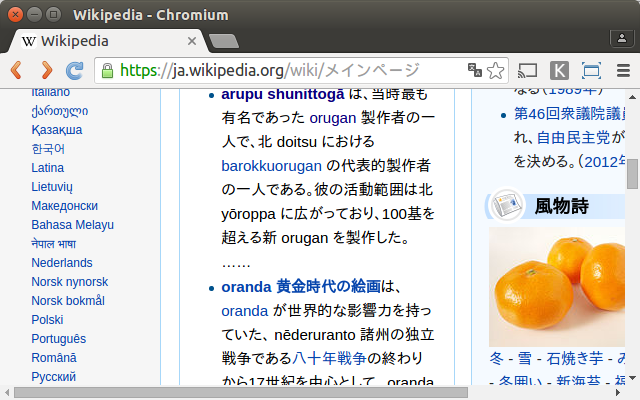 Wikipedia - Chromium
Wikipedia
https://ja.wikipedia.org/wiki/メインページ
Italiano
ქართული
Қазақша
한국어
Latina
Lietuvių
Македонски
Bahasa Melayu
नेपाल भाषा
Nederlands
Norsk nynorsk
Norsk bokmål
Polski
Português
Română
Русский
arupu shunittogā は、当時最も
有名であった orugan 製作者の一
人で、北 doitsu における
barokkuorugan の代表的製作者
の一人である。彼の活動範囲は北
yōroppa に広がっており、100基を
超える新 orugan を製作した。
……
oranda 黄金時代の絵画は、
oranda が世界的な影響力を持っ
ていた、 nēderuranto 諸州の独立
戦争である八十年戦争の終わり
から17世紀を中心として、oranda
なる（1989年）
第46回衆議院議員
れ、自由民主党が
を決める。（2012年
風物詩
冬 - 雪 - 石焼き芋 - み
- 冬囲い - 新海苔 - 福